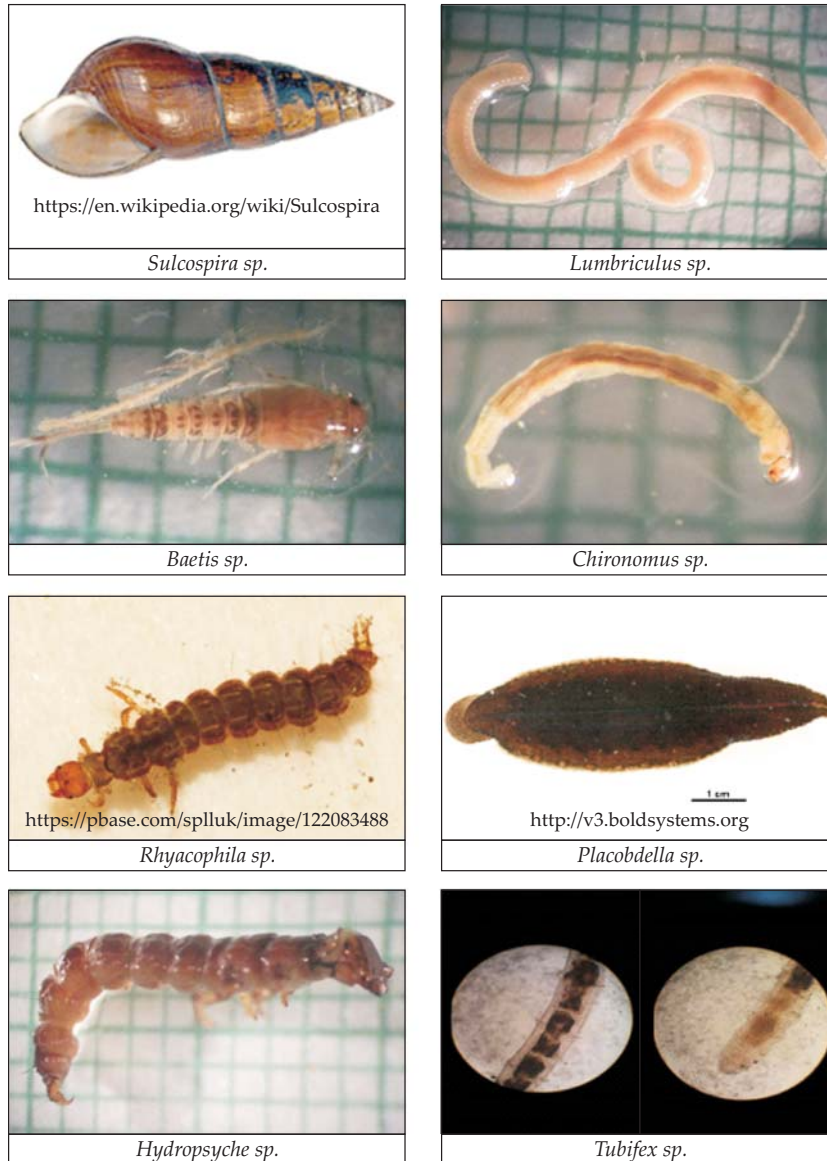 https://en.wikipedia.org/wiki/Sulcospira
Sulcospira sp.
Lumbriculus sp.
Baetis sp.
Chironomus sp.
https://pbase.com/splluk/image/122083488
Rhyacophila sp.
1 cm
http://v3.boldsystems.org
Placobdella sp.
Hydropsyche sp.
Tubifex sp.